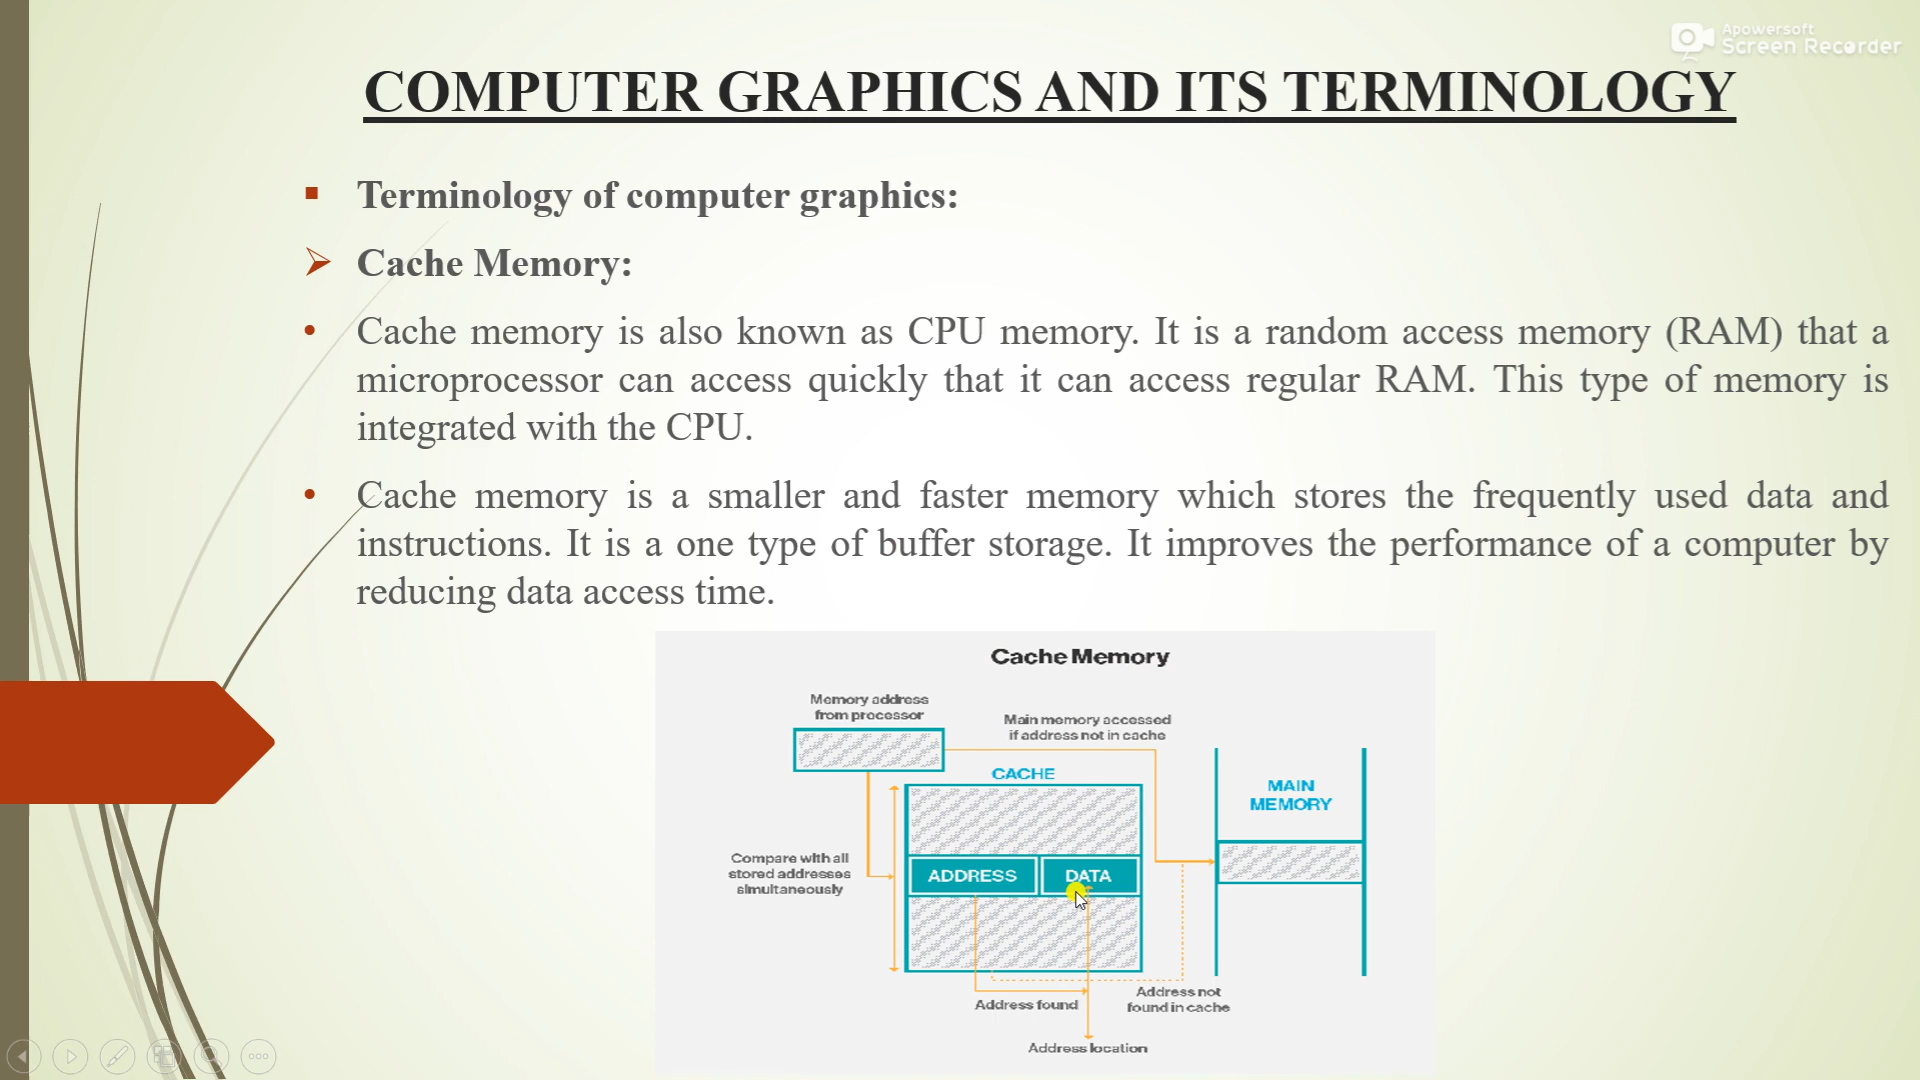 Apowersoft
Screen Recorder
COMPUTER GRAPHICS AND ITS TERMINOLOGY
Terminology of computer graphics:
Cache Memory:
Cache memory is also known as CPU memory. It is a random access memory (RAM) that a
microprocessor can access quickly that it can access regular RAM. This type of memory is
integrated with the CPU.
Cache memory is a smaller and faster memory which stores the frequently used data and
instructions. It is a one type of buffer storage. It improves the performance of a computer by
reducing data access time.
Cache Memory
Memory address
from processor
Main memory accessed
if address not in cache
CACHE
MAIN
MEMORY
Compare with all
stored addresses
simultaneously
ADDRESS
DATA
Address found
Address not
found in cache
Address location